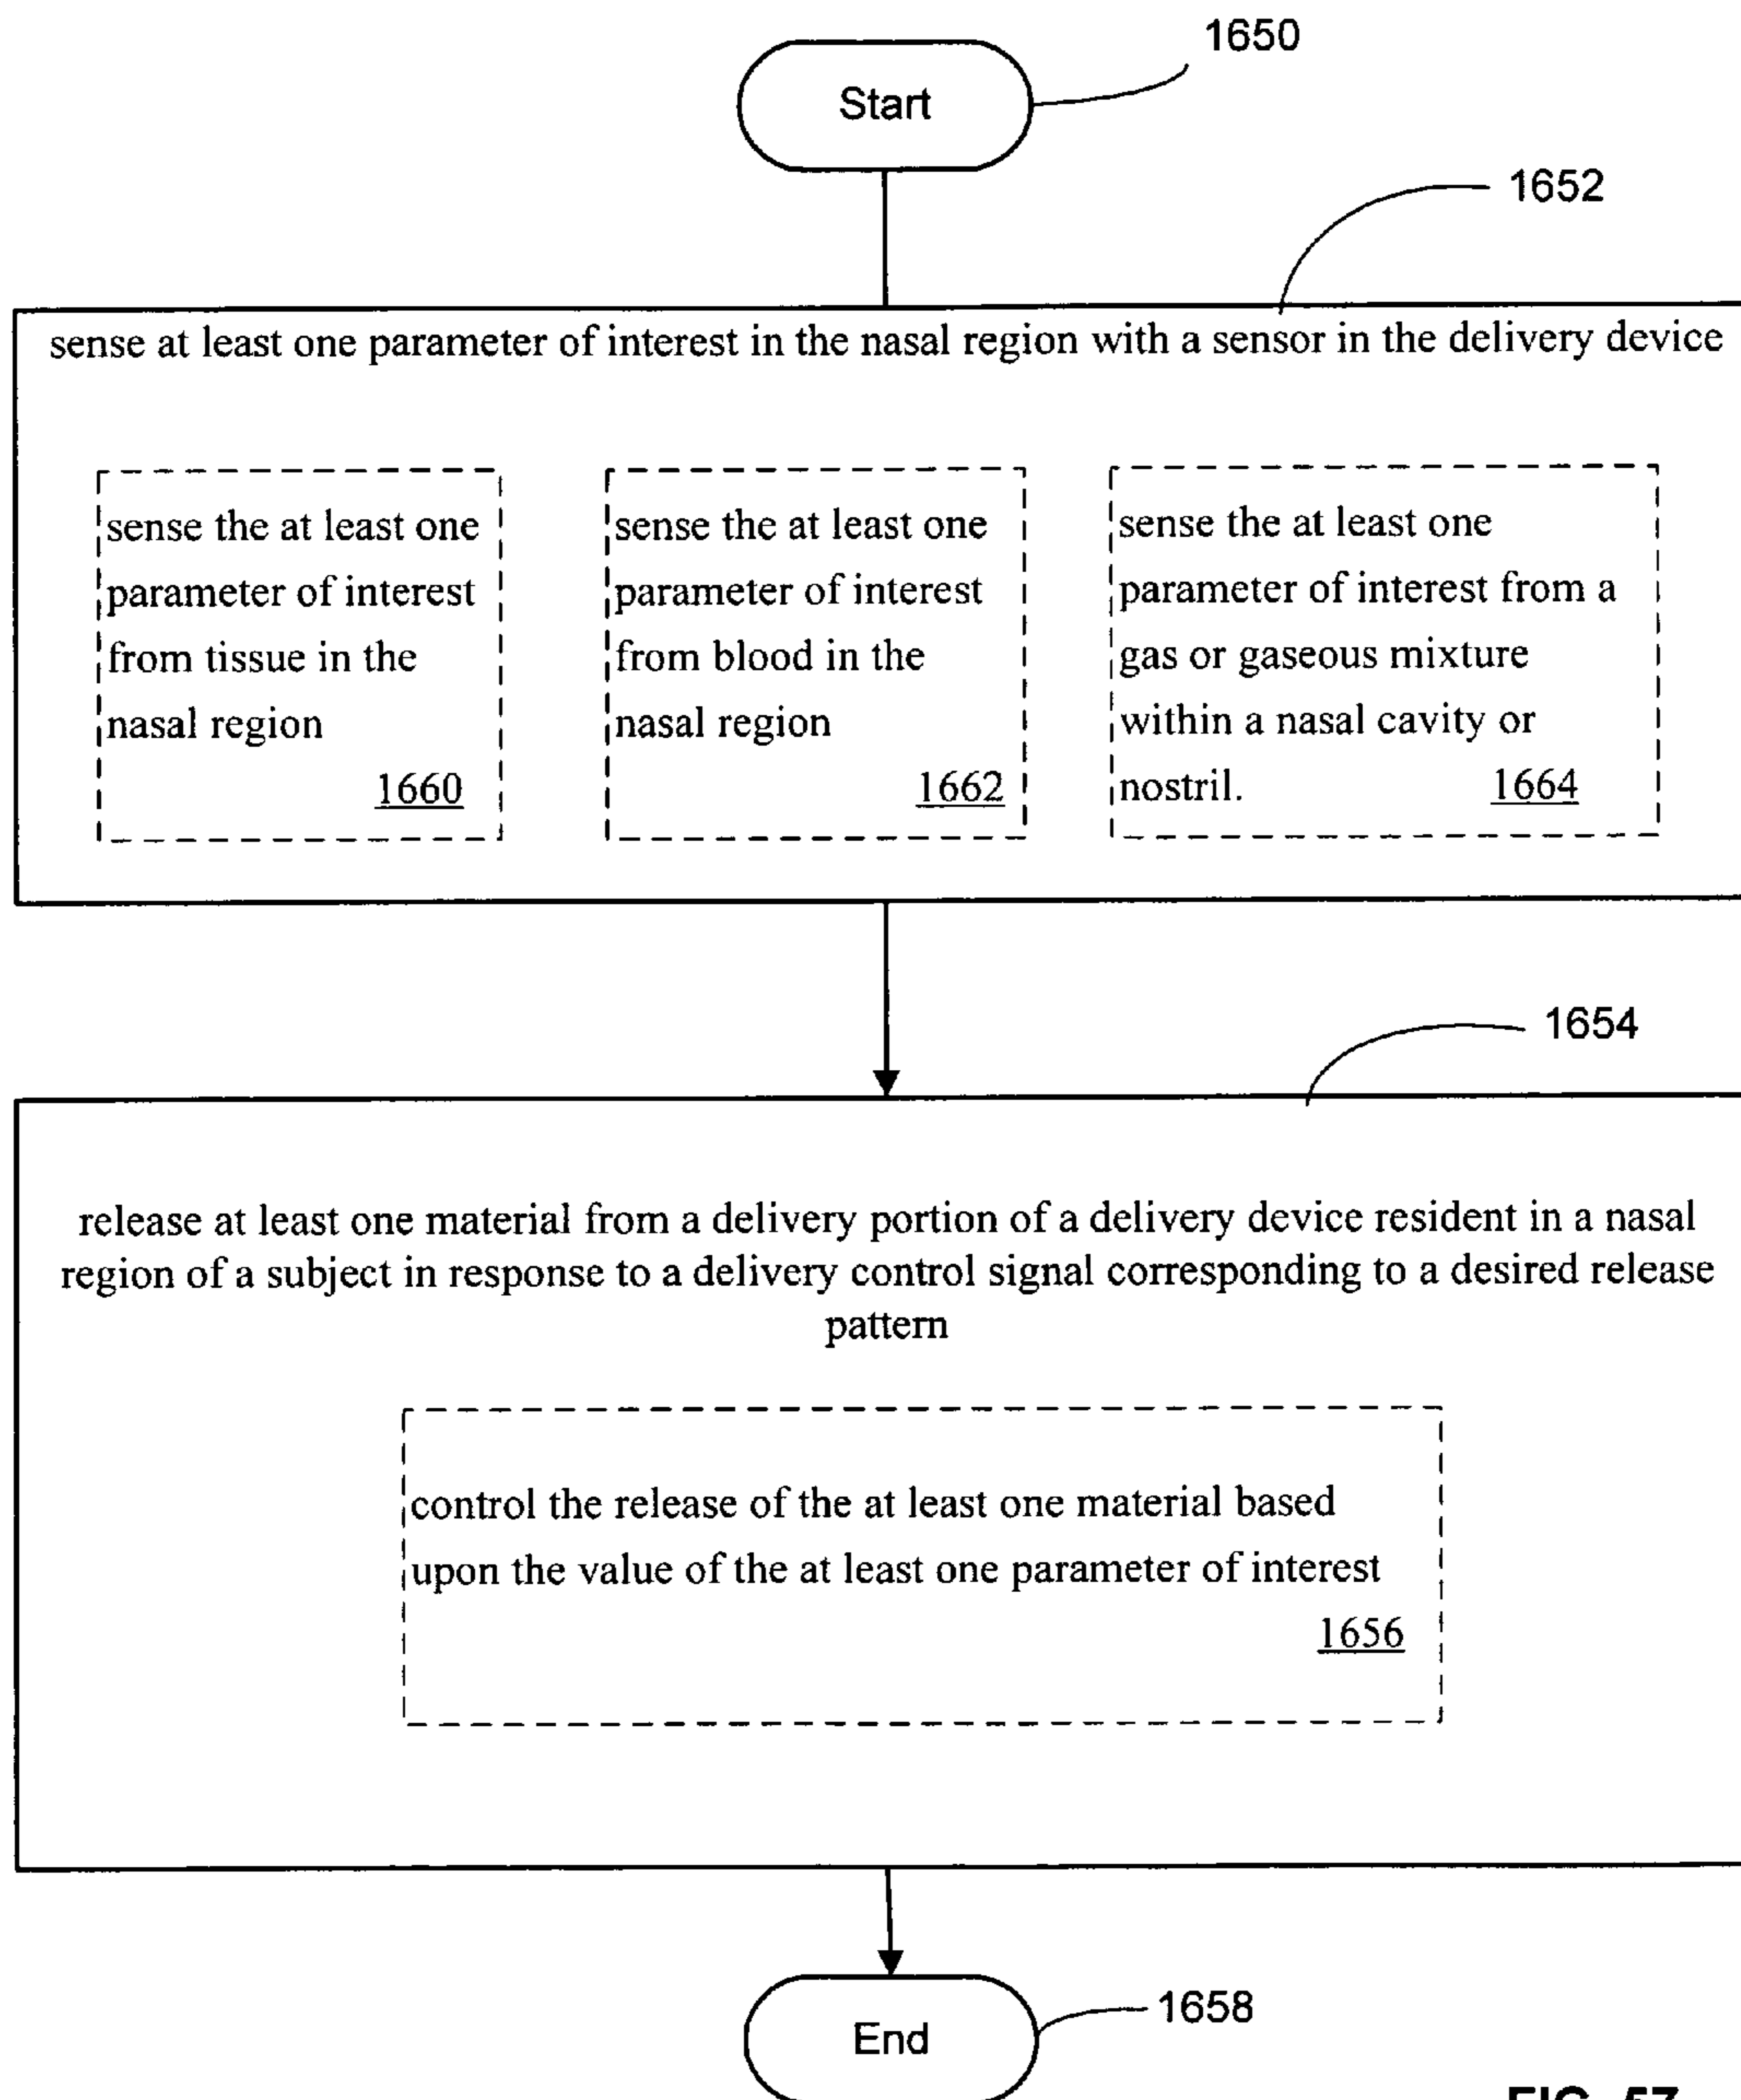 1650
Start
1652
sense at least one parameter of interest in the nasal region with a sensor in the delivery device
sense the at least one
parameter of interest
from tissue in the
nasal region
1660
sense the at least one
parameter of interest
from blood in the
nasal region
1662
sense the at least one
parameter of interest from a
gas or gaseous mixture
within a nasal cavity or
nostril. 1664
1654
release at least one material from a delivery portion of a delivery device resident in a nasal
region of a subject in response to a delivery control signal corresponding to a desired release
pattern
control the release of the at least one material based
upon the value of the at least one parameter of interest
1656
1658
End
FIG. 57